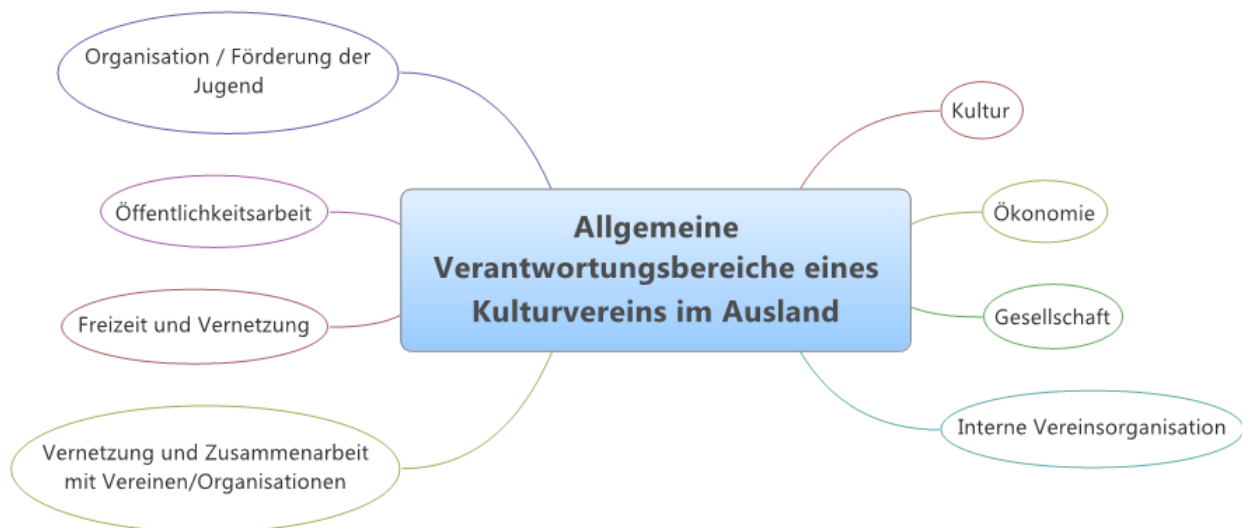 Organisation / Förderung der
Jugend
Öffentlichkeitsarbeit
Freizeit und Vernetzung
Vernetzung und Zusammenarbeit
mit Vereinen/Organisationen
Allgemeine
Verantwortungsbereiche eines
Kulturvereins im Ausland
Kultur
Ökonomie
Gesellschaft
Interne Vereinsorganisation